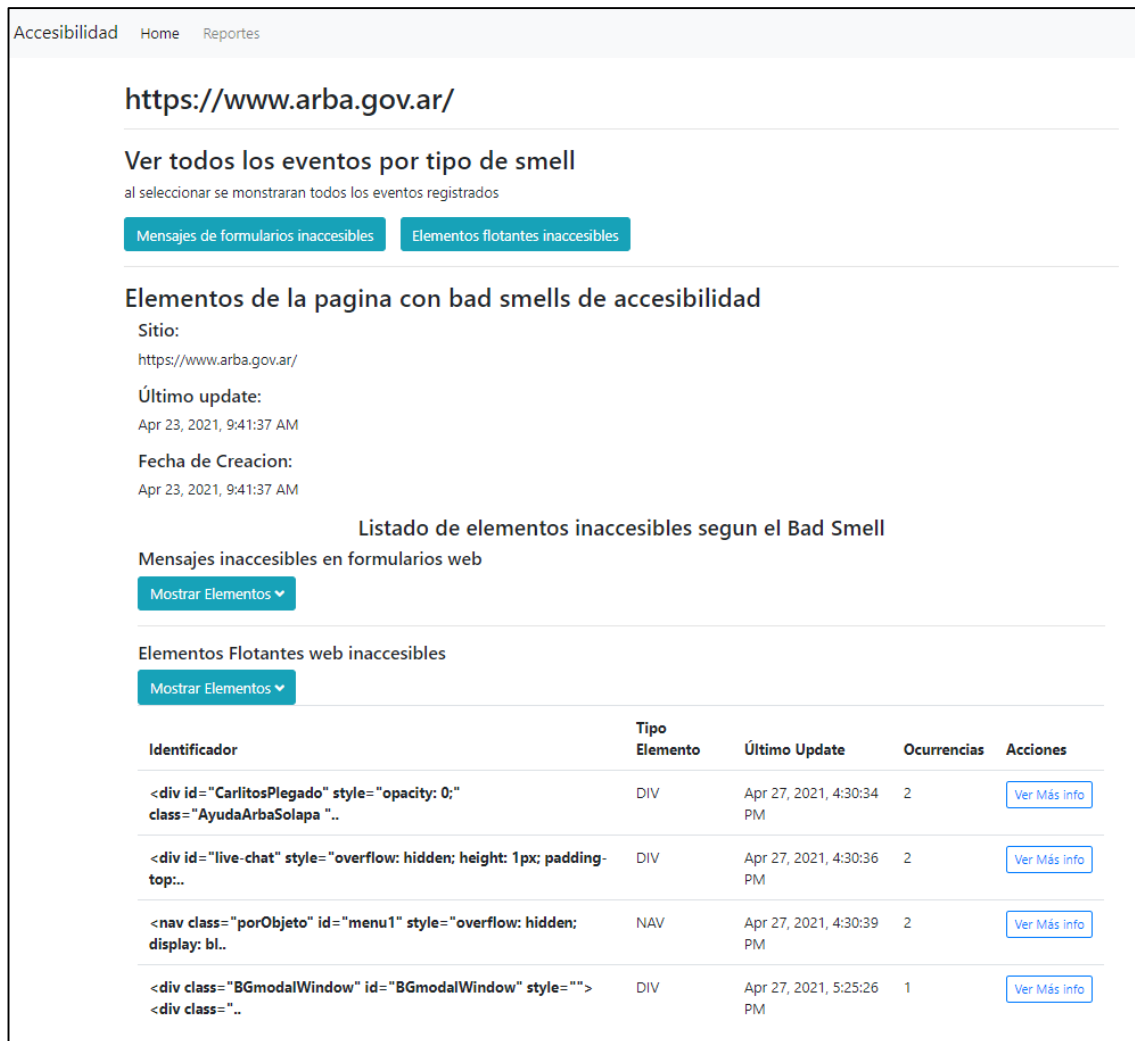 Accesibilidad Home Reportes
https://www.arba.gov.ar/
Ver todos los eventos por tipo de smell
al seleccionar se monstraran todos los eventos registrados
Mensajes de formularios inaccesibles Elementos flotantes inaccesibles
Elementos de la pagina con bad smells de accesibilidad
Sitio:
https://www.arba.gov.ar/
Último update:
Apr 23, 2021, 9:41:37 AM
Fecha de Creacion:
Apr 23, 2021, 9:41:37 AM
Listado de elementos inaccesibles segun el Bad Smell
Mensajes inaccesibles en formularios web
Mostrar Elementos
Elementos Flotantes web inaccesibles
Mostrar Elementos
Tipo
Identificador Elemento Último Update Ocurrencias Acciones
<div id="CarlitosPlegado" style="opacity: 0;" DIV Apr 27, 2021, 4:30:34 2 Ver Más info
class="AyudaArbaSolapa ".. PM
<div id="live-chat" style="overflow: hidden; height: 1px; padding- DIV Apr 27, 2021, 4:30:36 2 Ver Más info
top:.. PM
<nav class="porObjeto" id="menu1" style="overflow: hidden; NAV Apr 27, 2021, 4:30:39 2 Ver Más info
display: bl.. PM
<div class="BGmodalWindow" id="BGmodalWindow" style=""> DIV Apr 27, 2021, 5:25:26 1 Ver Más info
<div class=".. PM